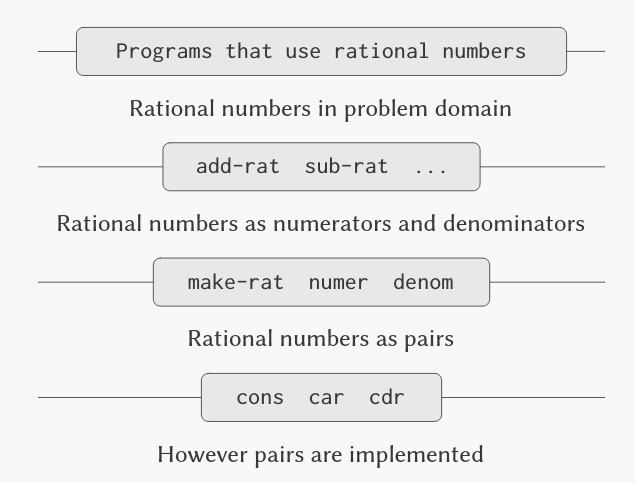 Programs that use rational numbers
Rational numbers in problem domain
add-rat sub-rat ...
Rational numbers as numerators and denominators
make-rat numer denom
Rational numbers as pairs
cons car cdr
However pairs are implemented